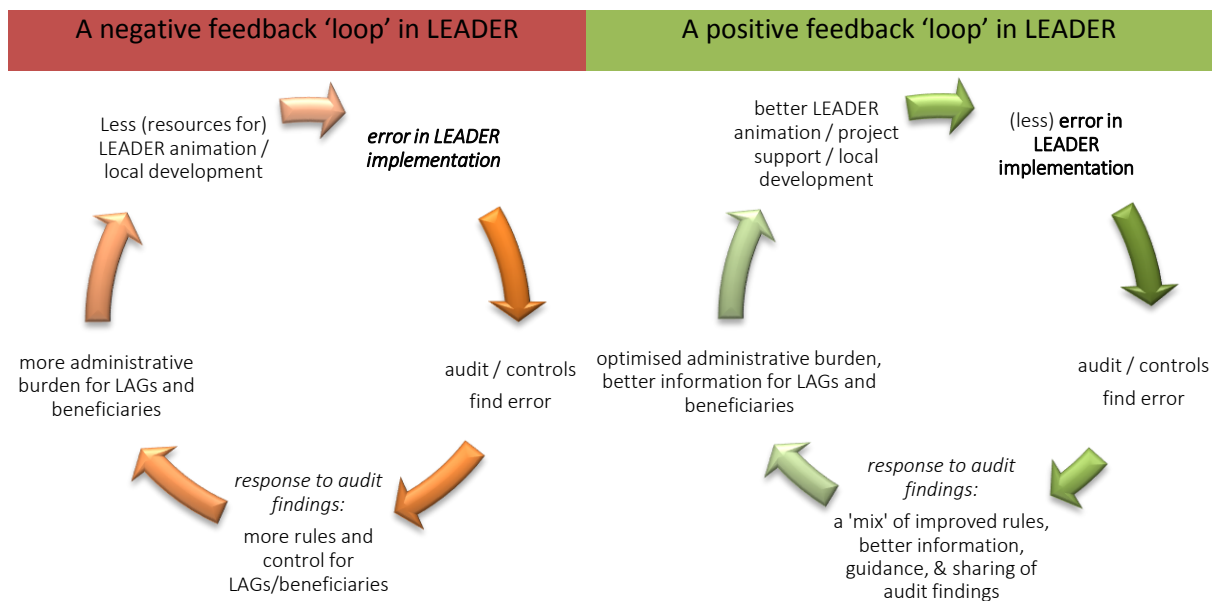 A negative feedback ‘loop’ in LEADER
Less (resources for)
LEADER animation /
local development
error in LEADER
implementation
audit / controls
find error
response to audit
findings:
more rules and
control for
LAGs/beneficiaries
more administrative
burden for LAGs and
beneficiaries
A positive feedback ‘loop’ in LEADER
better LEADER
animation / project
support / local
development
(less) error in
LEADER
implementation
audit / controls
find error
response to audit
findings:
a 'mix' of improved rules,
better information,
guidance, & sharing of
audit findings
optimised administrative burden,
better information for LAGs and
beneficiaries